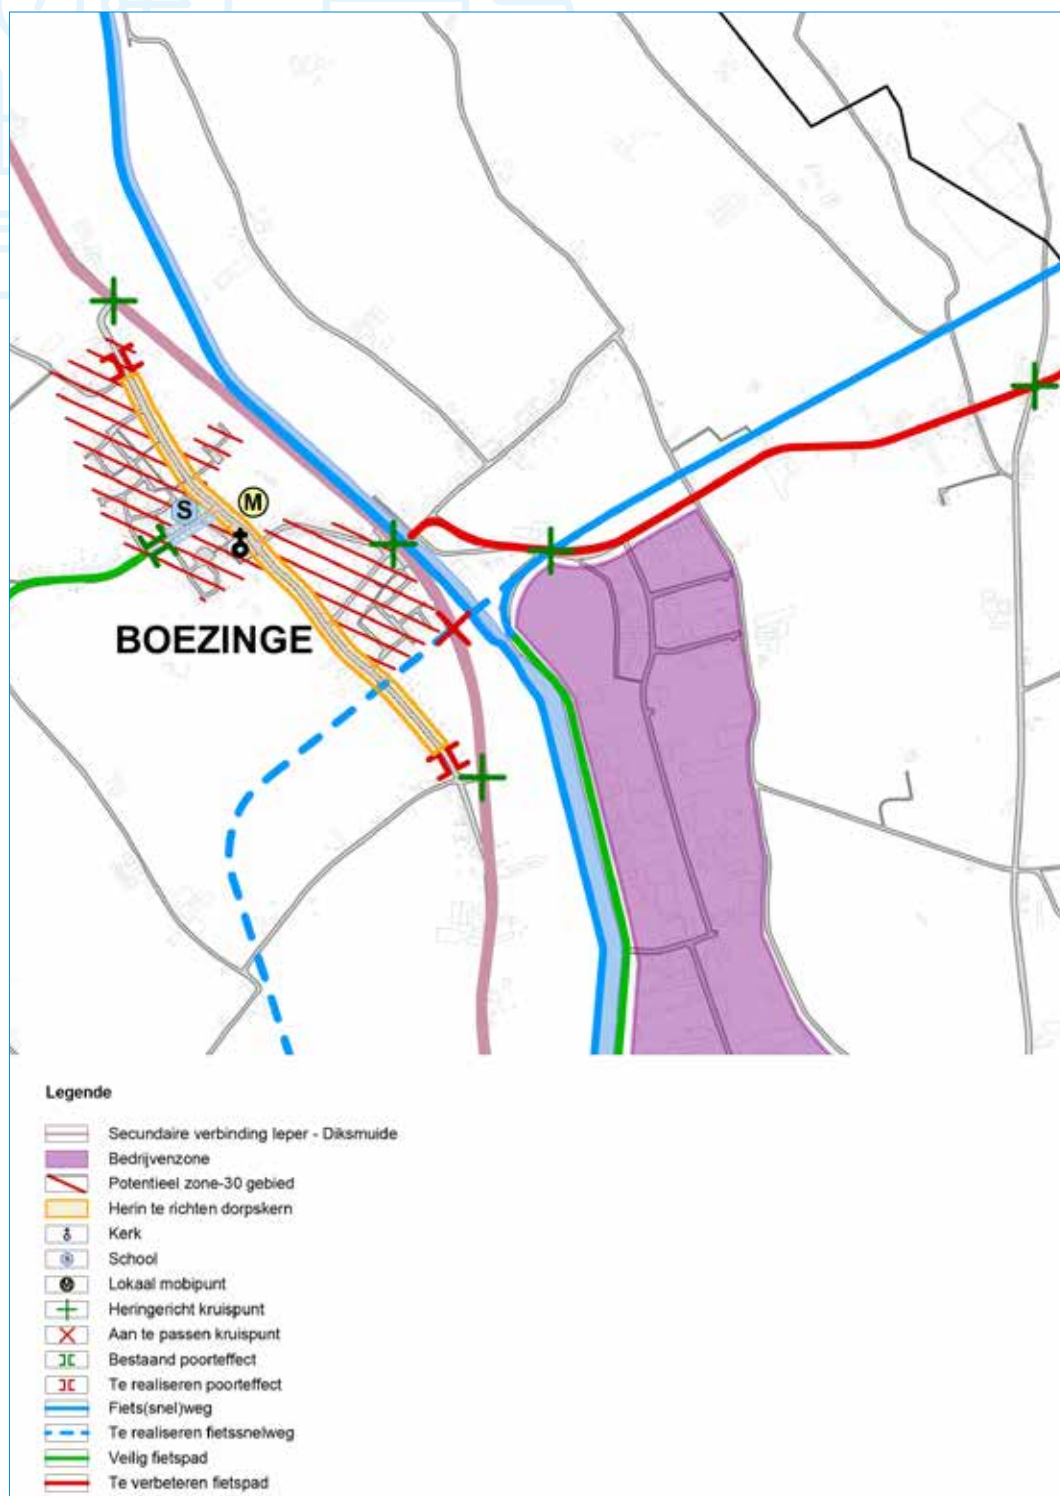 M
S
BOEZINGE
Legende
Secundaire verbinding Ieper - Diksmuide
Bedrijvenzone
Potentieel zone-30 gebied
Herin te richten dorpskern
Kerk
School
Lokaal mobipunt
Heringericht kruispunt
Aan te passen kruispunt
Bestaand poorteffect
Te realiseren poorteffect
Fiets(snel)weg
Te realiseren fietssnelweg
Veilig fietspad
Te verbeteren fietspad